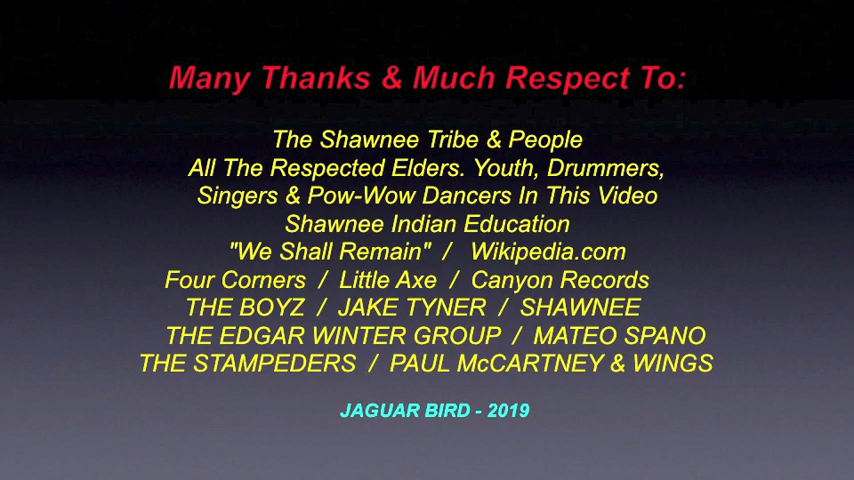 Many Thanks & Much Respect To:
The Shawnee Tribe & People
All The Respected Elders. Youth, Drummers,
Singers & Pow-Wow Dancers In This Video
Shawnee Indian Education
"We Shall Remain" / Wikipedia.com
Four Corners / Little Axe / Canyon Records
THE BOYZ / JAKE TYNER / SHAWNEE
THE EDGAR WINTER GROUP / MATEO SPANO
THE STAMPEDERS / PAUL McCARTNEY & WINGS
JAGUAR BIRD - 2019